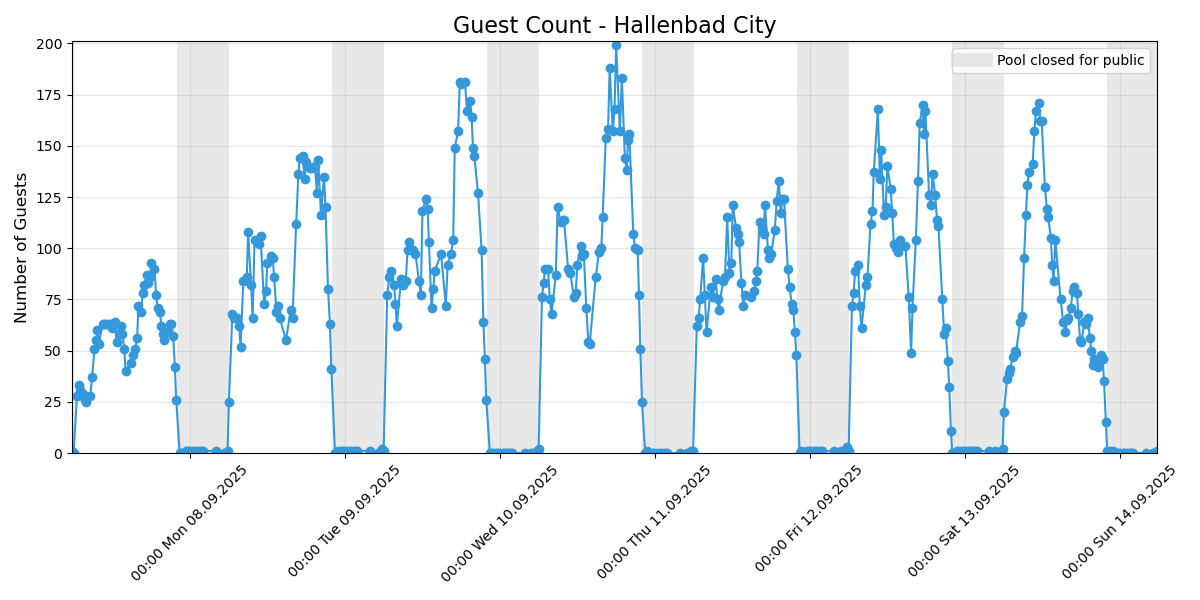 Guest Count - Hallenbad City
Pool closed for public
Number of Guests
200
175
150
125
100
75
50
25
0
00:00 Mon 08.09.2025
00:00 Tue 09.09.2025
00:00 Wed 10.09.2025
00:00 Thu 11.09.2025
00:00 Fri 12.09.2025
00:00 Sat 13.09.2025
00:00 Sun 14.09.2025